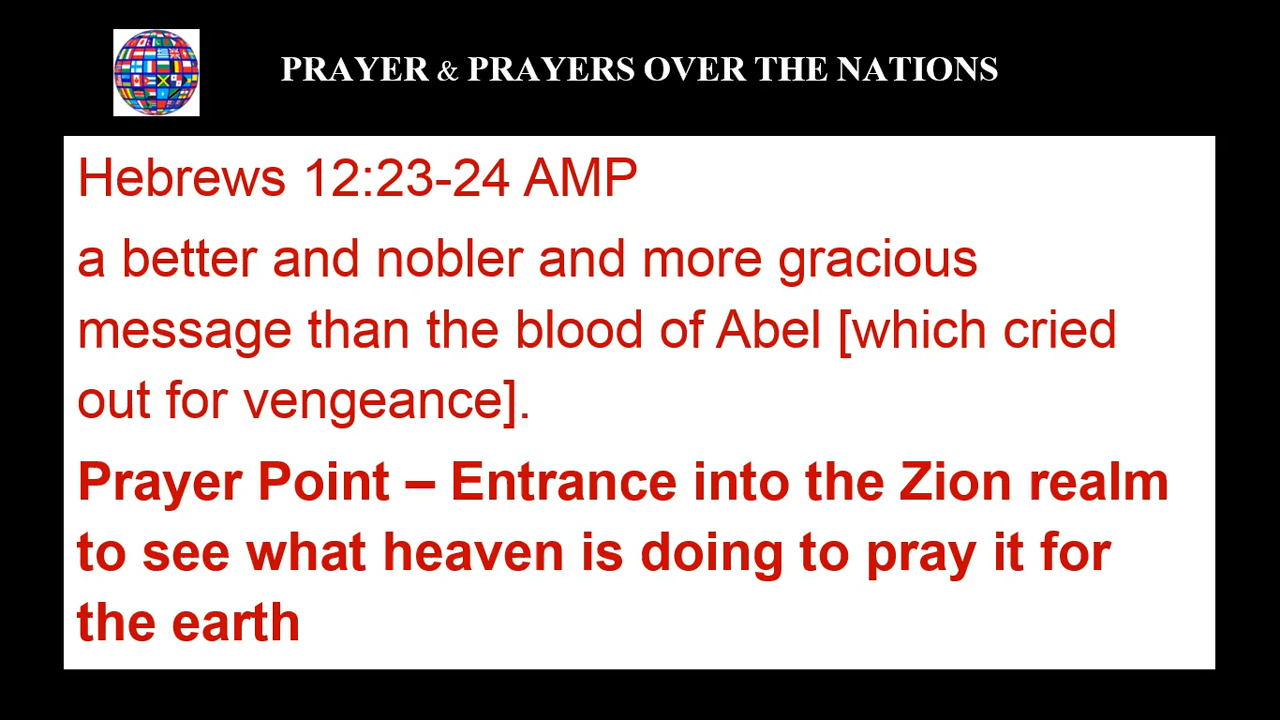 PRAYER & PRAYERS OVER THE NATIONS
Hebrews 12:23-24 AMP
a better and nobler and more gracious
message than the blood of Abel [which cried
out for vengeance].
Prayer Point – Entrance into the Zion realm
to see what heaven is doing to pray it for
the earth